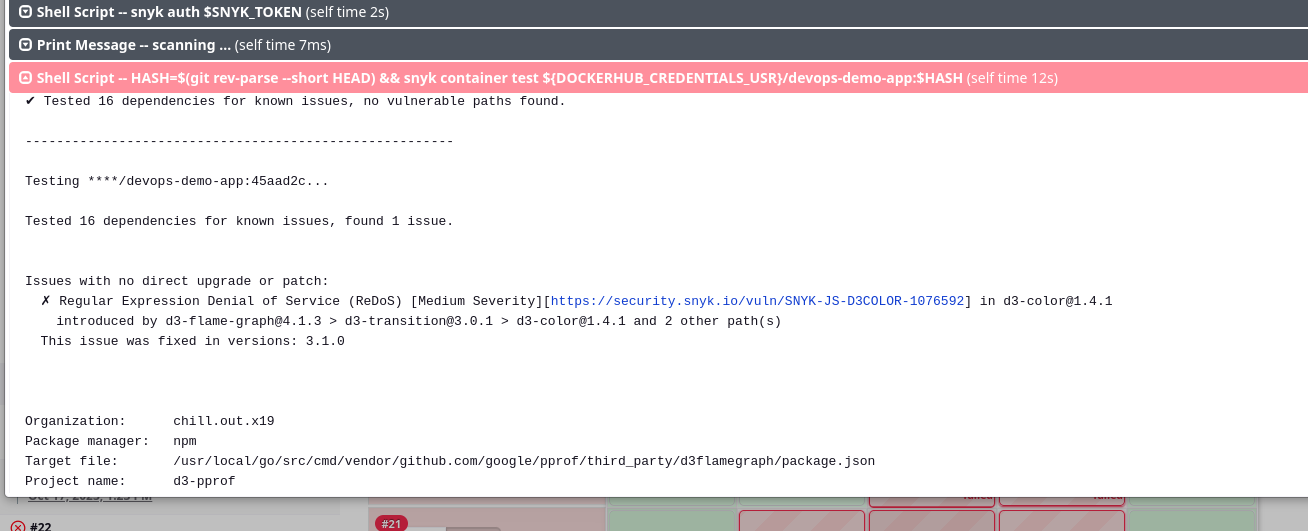 Shell Script -- snyk auth $SNYK_TOKEN (self time 2s)
Print Message -- scanning ... (self time 7ms)
Shell Script -- HASH=$(git rev-parse --short HEAD) && snyk container test ${DOCKERHUB_CREDENTIALS_USR}/devops-demo-app:$HASH (self time 12s)
✔ Tested 16 dependencies for known issues, no vulnerable paths found.
-------------------------------------------------------
Testing ****/devops-demo-app:45aad2c...
Tested 16 dependencies for known issues, found 1 issue.
Issues with no direct upgrade or patch:
✗ Regular Expression Denial of Service (ReDoS) [Medium Severity][https://security.snyk.io/vuln/SNYK-JS-D3COLOR-1076592] in d3-color@1.4.1
introduced by d3-flame-graph@4.1.3 > d3-transition@3.0.1 > d3-color@1.4.1 and 2 other path(s)
This issue was fixed in versions: 3.1.0
Organization: chill.out.x19
Package manager: npm
Target file: /usr/local/go/src/cmd/vendor/github.com/google/pprof/third_party/d3flamegraph/package.json
Project name: d3-pprof
#21
#22